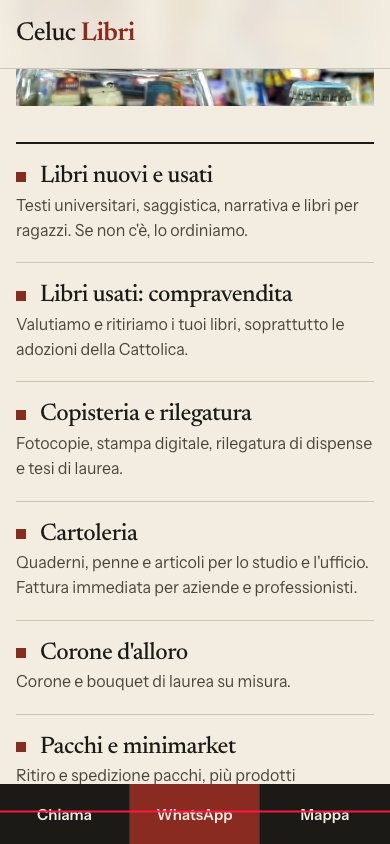 Celuc Libri
Libri nuovi e usati
Testi universitari, saggistica, narrativa e libri per
ragazzi. Se non c'è, lo ordiniamo.
Libri usati: compravendita
Valutiamo e ritiriamo i tuoi libri, soprattutto le
adozioni della Cattolica.
Copisteria e rilegatura
Fotocopie, stampa digitale, rilegatura di dispense
e tesi di laurea.
Cartoleria
Quaderni, penne e articoli per lo studio e l'ufficio.
Fattura immediata per aziende e professionisti.
Corone d'alloro
Corone e bouquet di laurea su misura.
Pacchi e minimarket
Ritiro e spedizione pacchi, più prodotti
Chiama WhatsApp Mappa